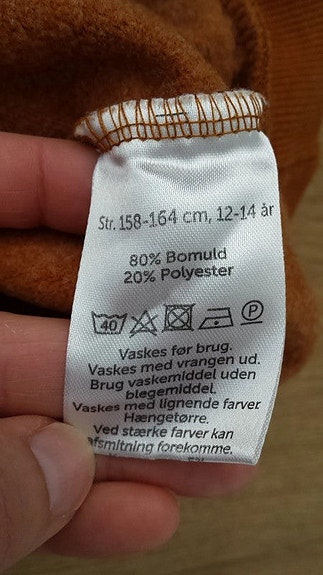 Str. 158-164 cm, 12-14 år
80% Bomuld
20% Polyester
40 P
Vaskes før brug.
Vaskes med vrangen ud.
Brug vaskemiddel uden
blegemiddel.
Vaskes med lignende farver
Hængetørre.
Ved stærke farver kan
afsmitning forekomme.